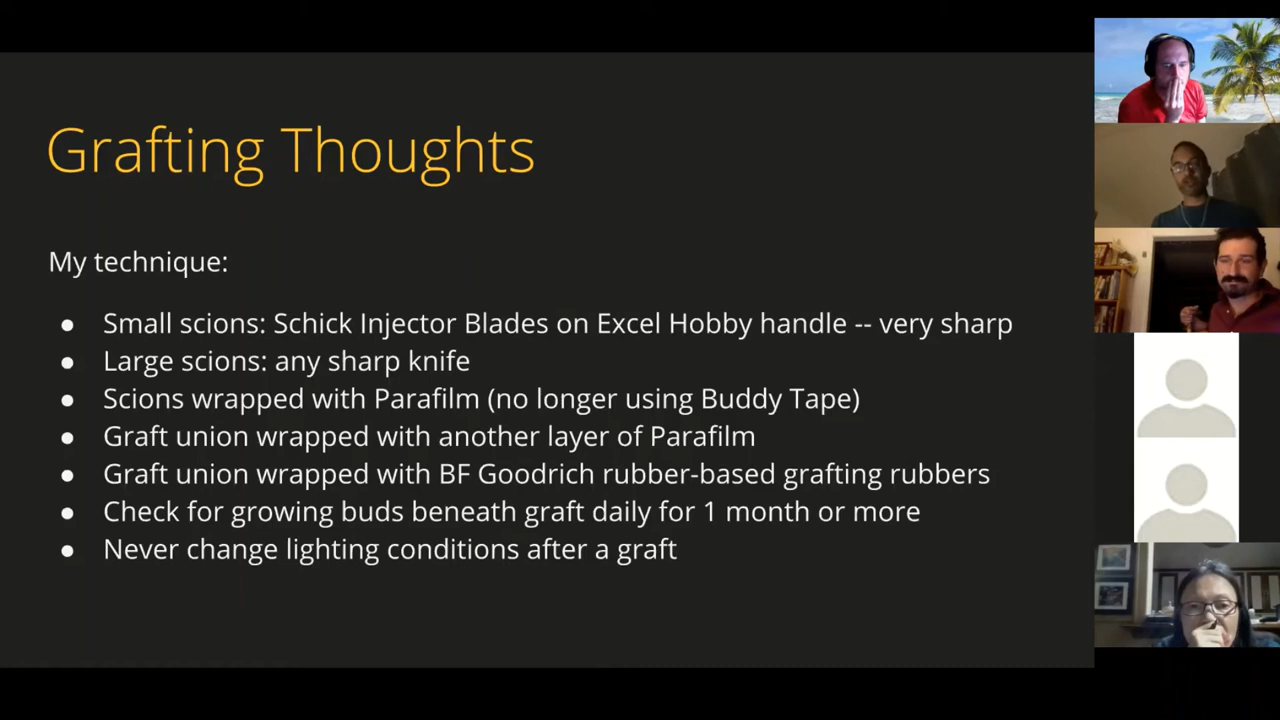 Grafting Thoughts
My technique:
● Small scions: Schick Injector Blades on Excel Hobby handle -- very sharp
● Large scions: any sharp knife
● Scions wrapped with Parafilm (no longer using Buddy Tape)
● Graft union wrapped with another layer of Parafilm
● Graft union wrapped with BF Goodrich rubber-based grafting rubbers
● Check for growing buds beneath graft daily for 1 month or more
● Never change lighting conditions after a graft